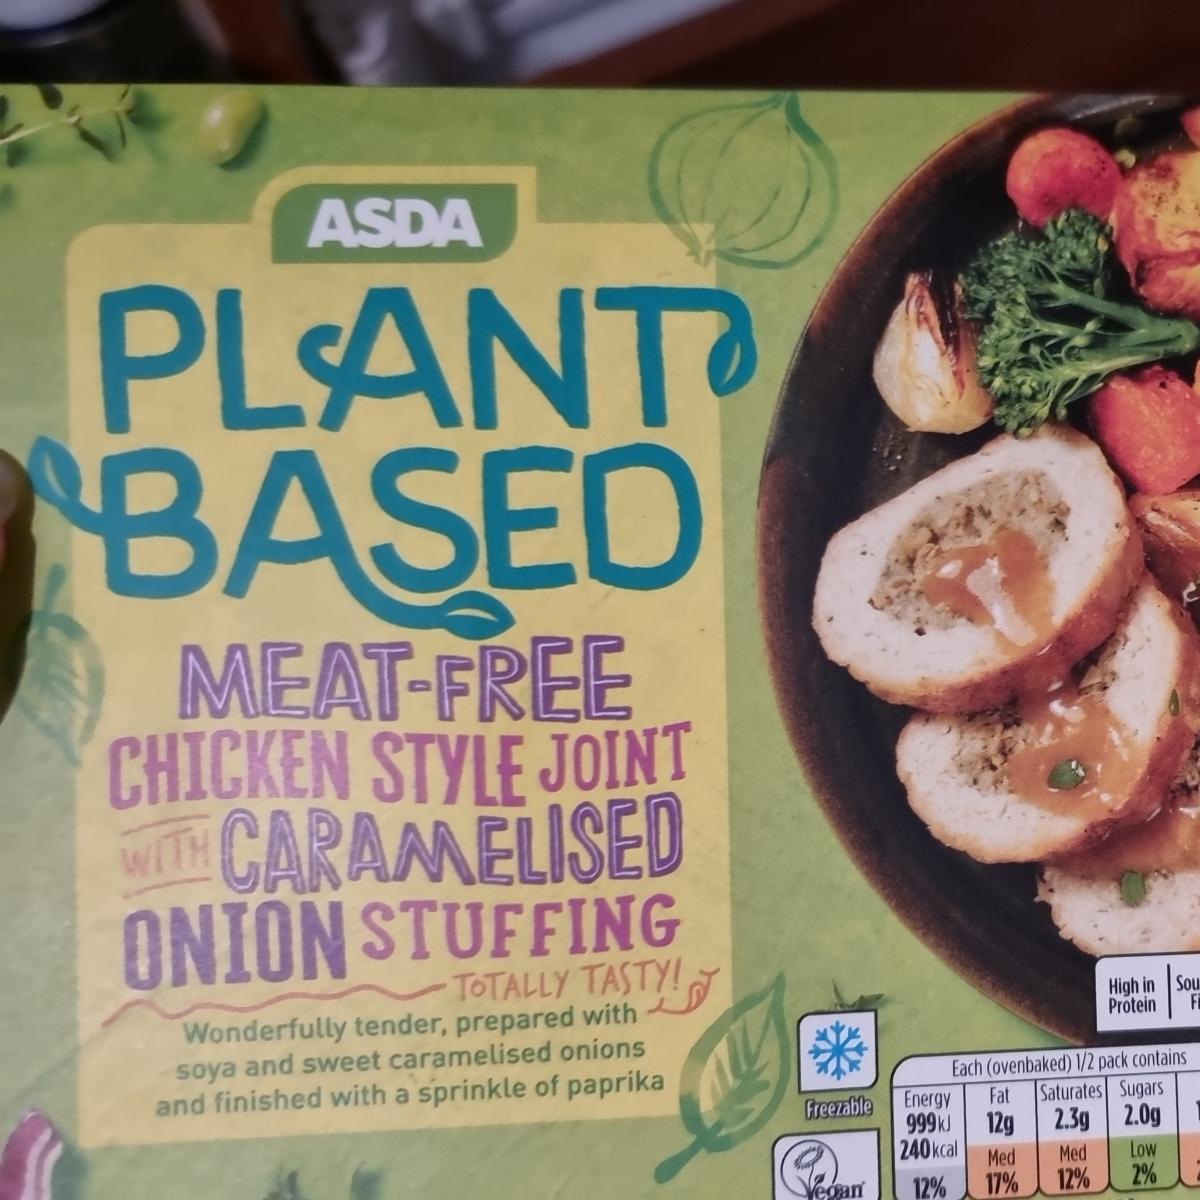 ASDA
PLANT
BASED
MEAT-FREE
CHICKEN STYLE JOINT
WITH CARAMELISED
ONION STUFFING
TOTALLY TASTY!
Wonderfully tender, prepared with
soya and sweet caramelised onions
and finished with a sprinkle of paprika
High in
Protein
Freezable
Vegan
Each (ovenbaked) 1/2 pack contains
Energy Fat Saturates Sugars
999kJ 12g 2.3g 2.0g
240kcal Med Med Low
12% 17% 12% 2%